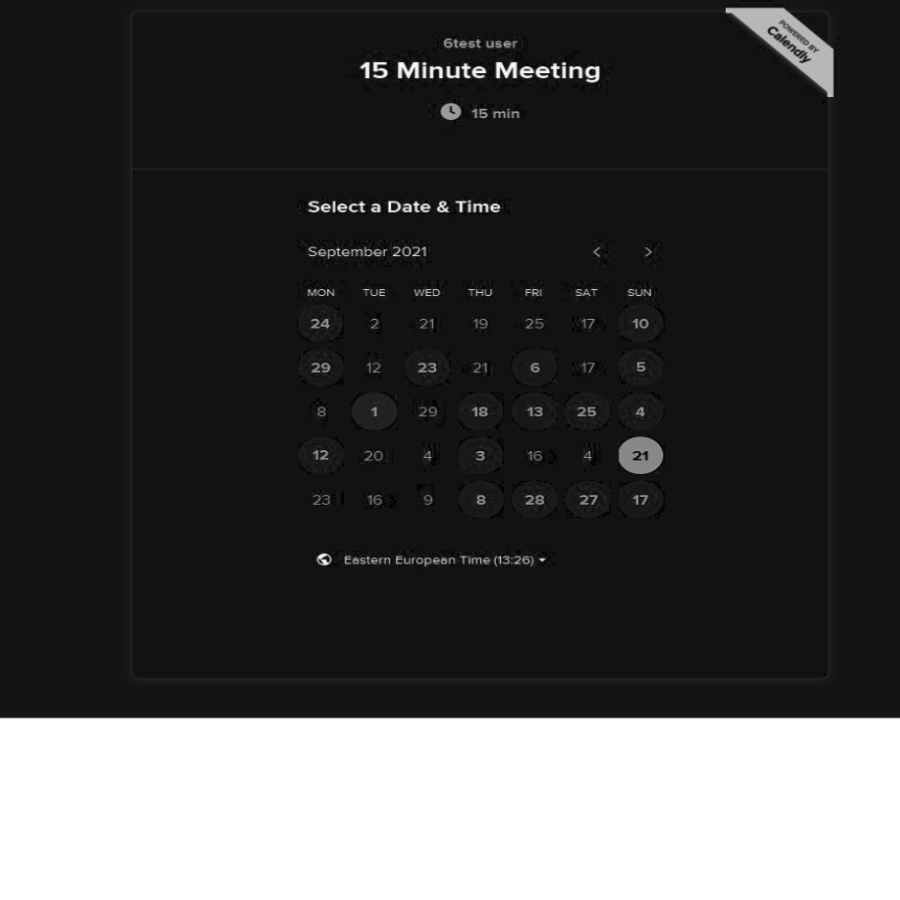 POWERED BY
Calendly
6test user
15 Minute Meeting
15 min
Select a Date & Time
September 2021
MON TUE WED THU FRI SAT SUN
24 2 21 19 25 17 10
29 12 23 21 6 17 5
8 1 29 18 13 25 4
12 20 4 3 16 4 21
23 16 9 8 28 27 17
Eastern European Time (13:26)